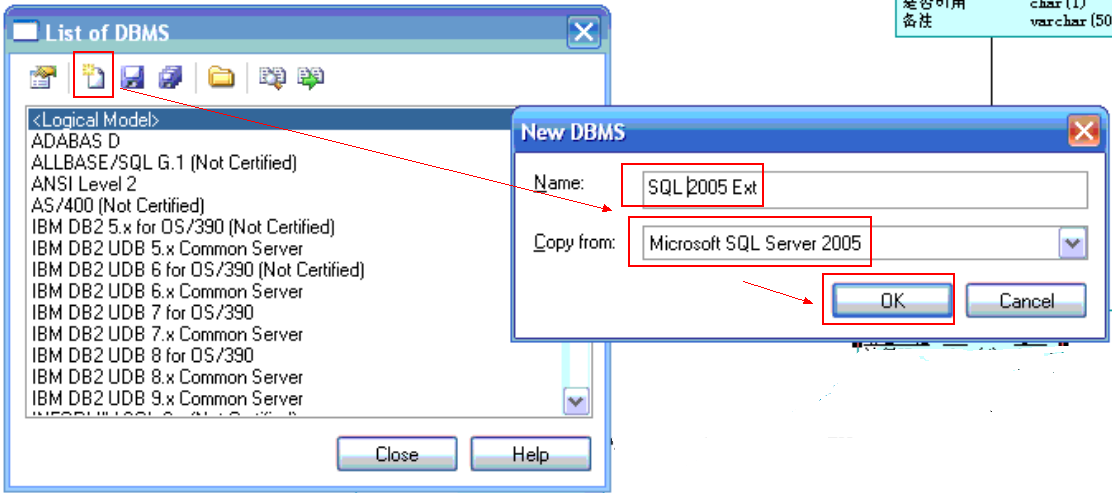 List of DBMS
<Logical Model>
ADABAS D
ALLBASE/SQL G.1 (Not Certified)
ANSI Level 2
AS/400 (Not Certified)
IBM DB2 5.x for OS/390 (Not Certified)
IBM DB2 UDB 5.x Common Server
IBM DB2 UDB 6 for OS/390 (Not Certified)
IBM DB2 UDB 6.x Common Server
IBM DB2 UDB 7 for OS/390
IBM DB2 UDB 7.x Common Server
IBM DB2 UDB 8 for OS/390
IBM DB2 UDB 8.x Common Server
IBM DB2 UDB 9.x Common Server
Close Help
是否可用 char(1)
备注 varchar(50
New DBMS
Name: SQL 2005 Ext
Copy from: Microsoft SQL Server 2005
OK Cancel